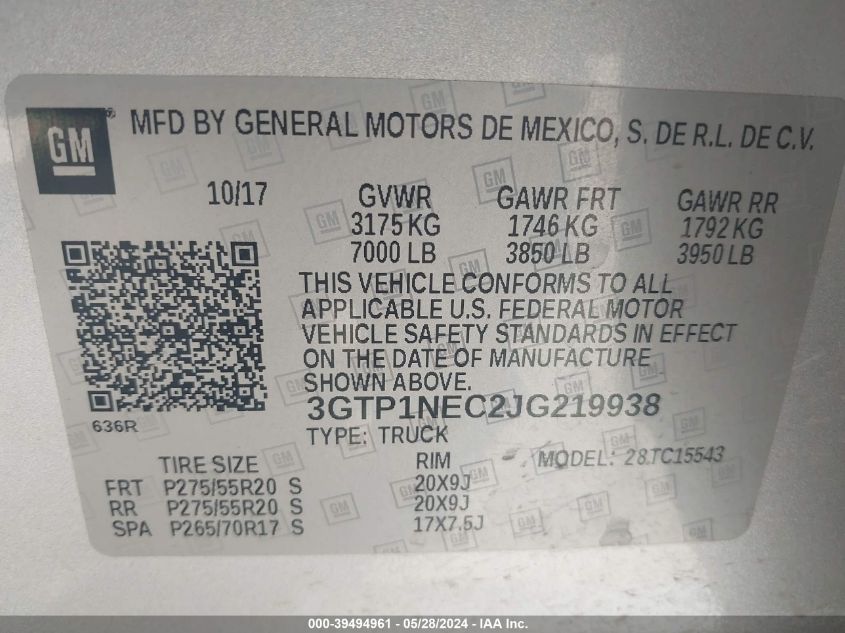 GM ®
MFD BY GENERAL MOTORS DE MEXICO, S. DE R.L. DE C.V.
10/17 GVWR GAWR FRT GAWR RR
3175 KG 1746 KG 1792 KG
7000 LB 3850 LB 3950 LB
THIS VEHICLE CONFORMS TO ALL
APPLICABLE U.S. FEDERAL MOTOR
VEHICLE SAFETY STANDARDS IN EFFECT
ON THE DATE OF MANUFACTURE
SHOWN ABOVE.
636R
3GTP1NEC2JG219938
TYPE: TRUCK
MODEL: 28.TC15543
TIRE SIZE RIM
FRT P275/55R20 S 20X9J
RR P275/55R20 S 20X9J
SPA P265/70R17 S 17X7.5J
000-39494961 - 05/28/2024 - IAA Inc.